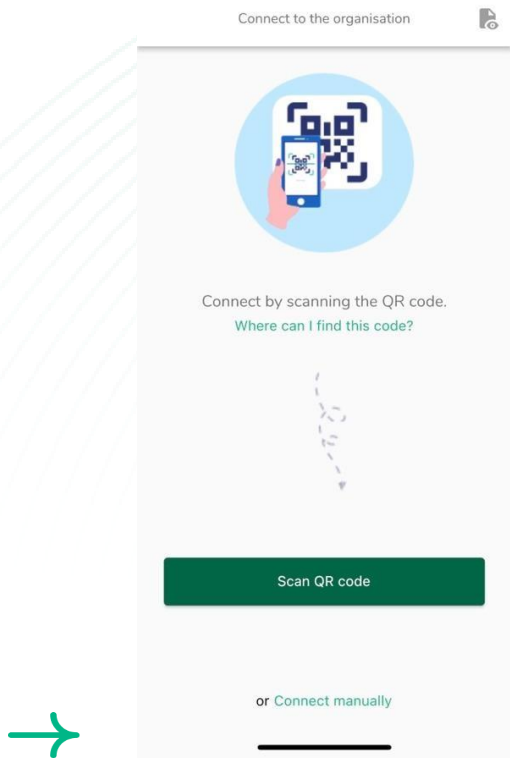 Connect to the organisation
Connect by scanning the QR code.
Where can I find this code?
Scan QR code
or Connect manually